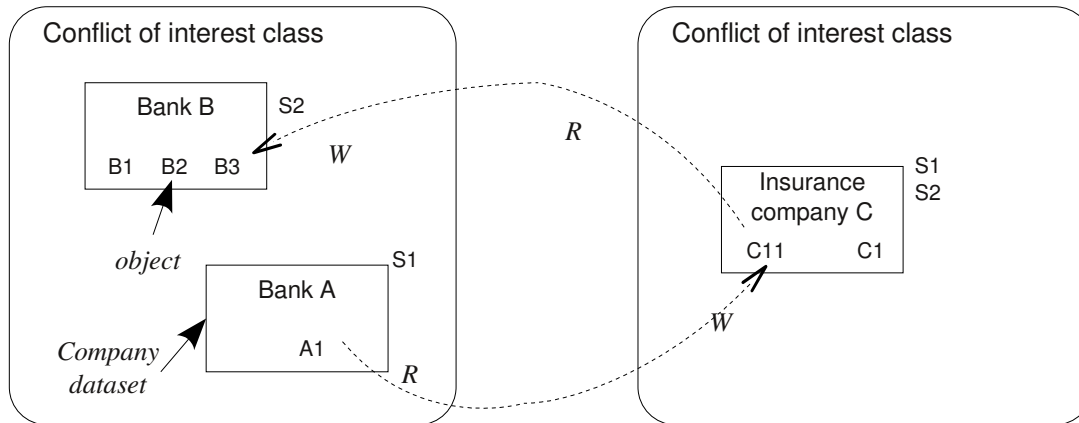 Conflict of interest class
Bank B
S2
B1 B2 B3
W
object
S1
Bank A
A1
Company
dataset
R
Conflict of interest class
R
S1
S2
Insurance
company C
C11 C1
W